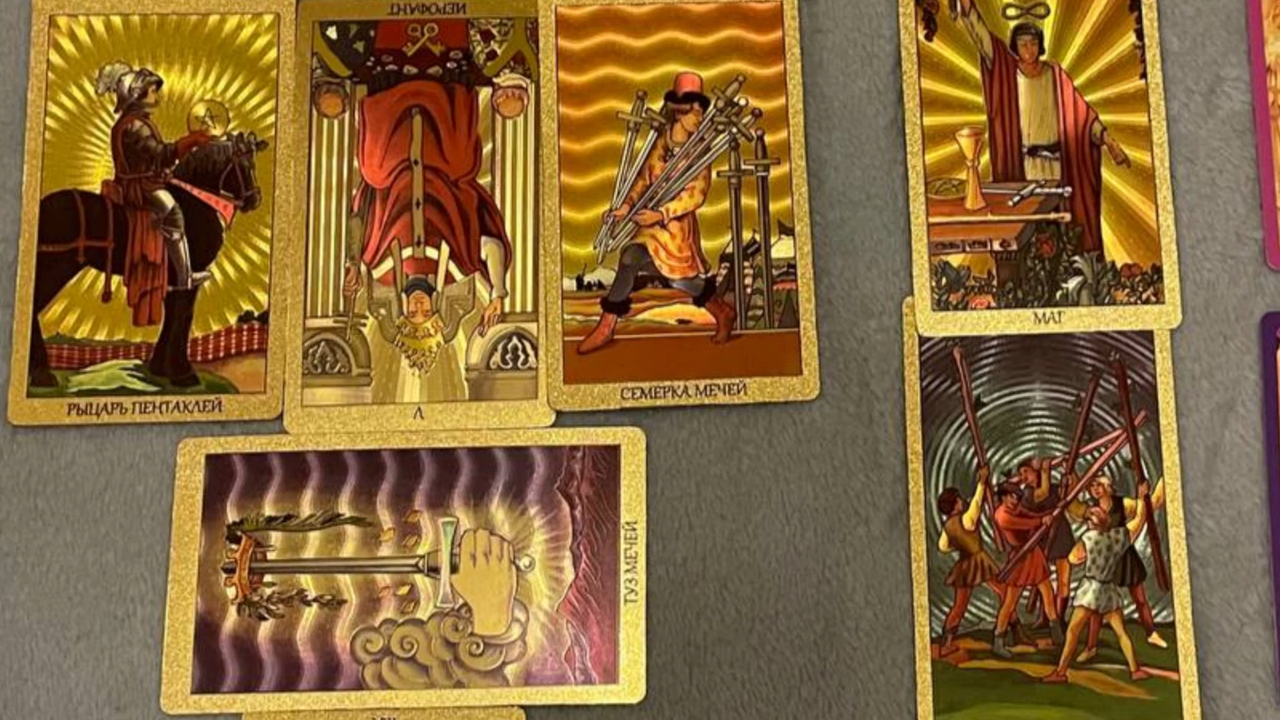 ИЕРОФАНТ
РЫЦАРЬ ПЕНТАКЛЕЙ
V
СЕМЕРКА МЕЧЕЙ
МАГ
ТУЗ МЕЧЕЙ